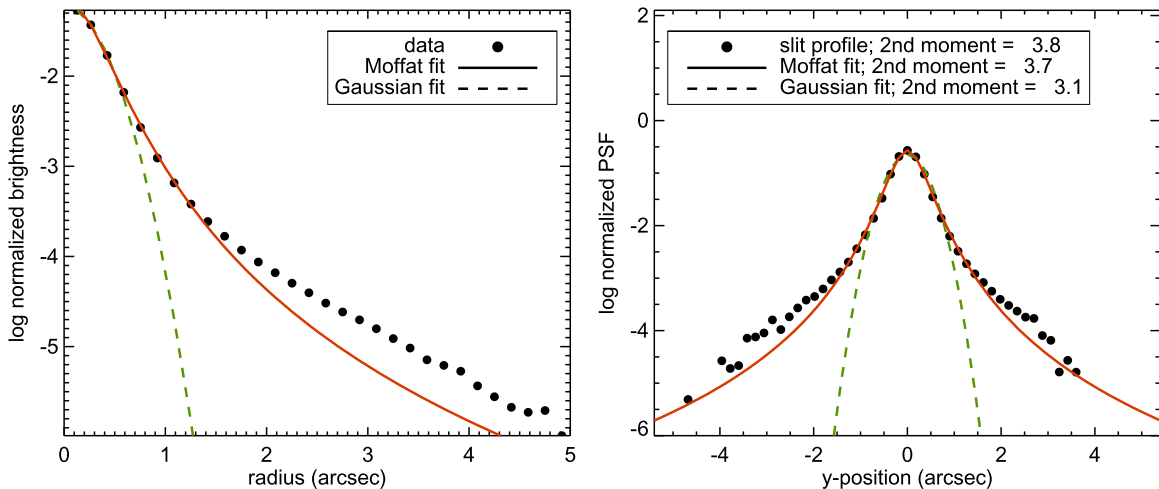 data
Moffat fit
Gaussian fit
-2
-3
-4
-5
log normalized brightness
0 1 2 3 4 5
radius (arcsec)
slit profile; 2nd moment = 3.8
Moffat fit; 2nd moment = 3.7
Gaussian fit; 2nd moment = 3.1
2
0
-2
-4
-6
log normalized PSF
-4 -2 0 2 4
y-position (arcsec)